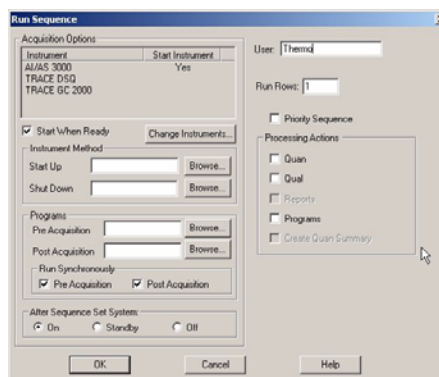 Run Sequence
Acquisition Options
Instrument Start Instrument
AI/AS 3000 Yes
TRACE DSQ
TRACE GC 2000
Start When Ready Change Instruments...
Instrument Method
Start Up Browse...
Shut Down Browse...
Programs
Pre Acquisition Browse...
Post Acquisition Browse...
Run Synchronously
Pre Acquisition Post Acquisition
After Sequence Set System:
On Standby Off
User: Thermo
Run Rows: 1
Priority Sequence
Processing Actions
Quan
Qual
Reports
Programs
Create Quan Summary
OK Cancel Help